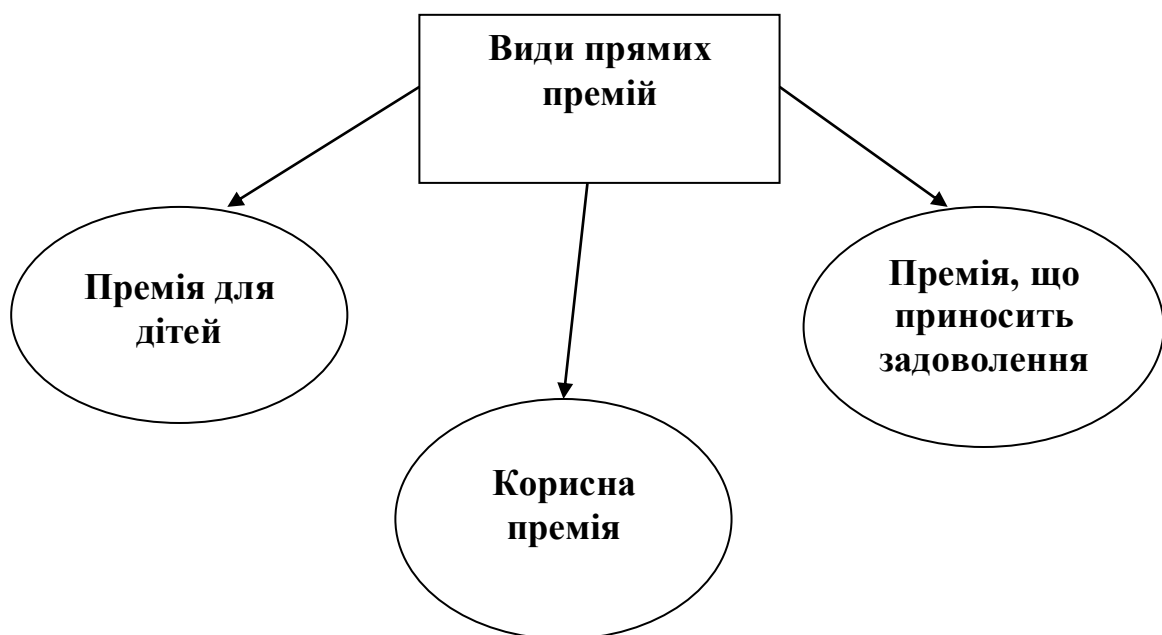 Види прямих
премій
Премія для
дітей
Премія, що
приносить
задоволення
Корисна
премія